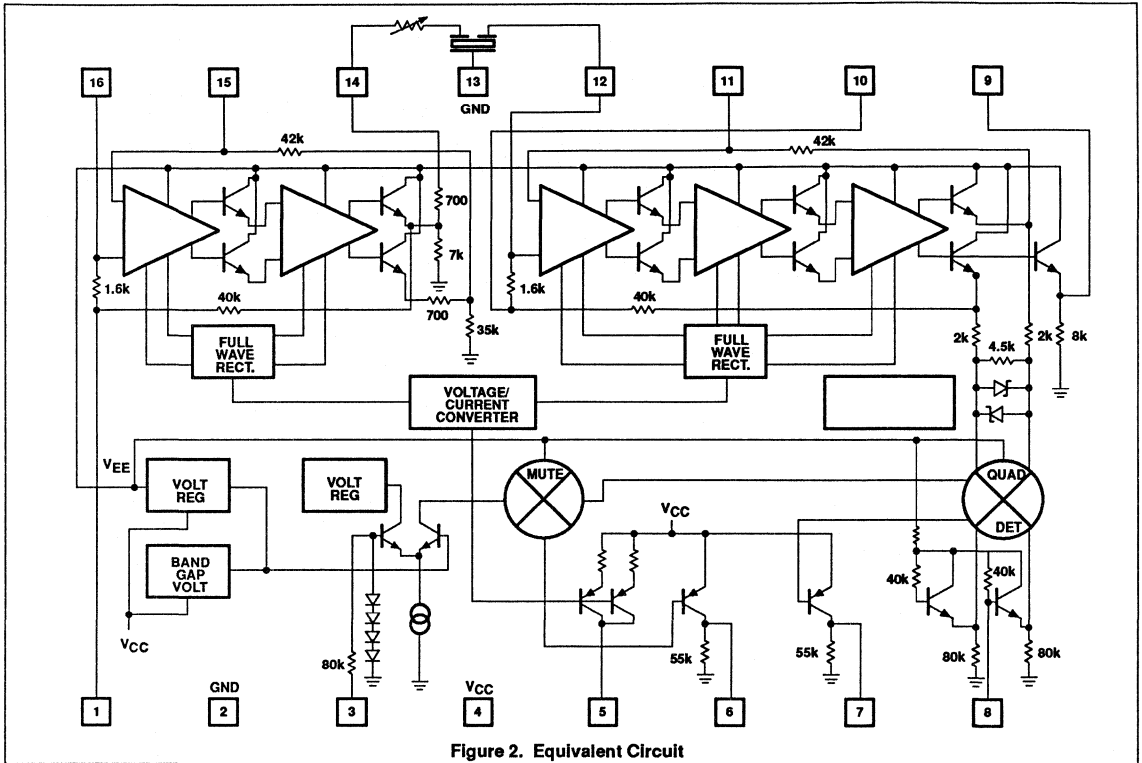 16
15
14
13
12
11
10
9
GND
42k
42k
700
7k
1.6k
40k
700
35k
1.6k
40k
2k
2k
8k
4.5k
FULL
WAVE
RECT.
FULL
WAVE
RECT.
VOLTAGE/
CURRENT
CONVERTER
VEE
VOLT
REG
VOLT
REG
MUTE
QUAD
DET
VCC
BAND
GAP
VOLT
VCC
40k
40k
80k
55k
55k
80k
80k
GND
VCC
1
2
3
4
5
6
7
8
Figure 2. Equivalent Circuit